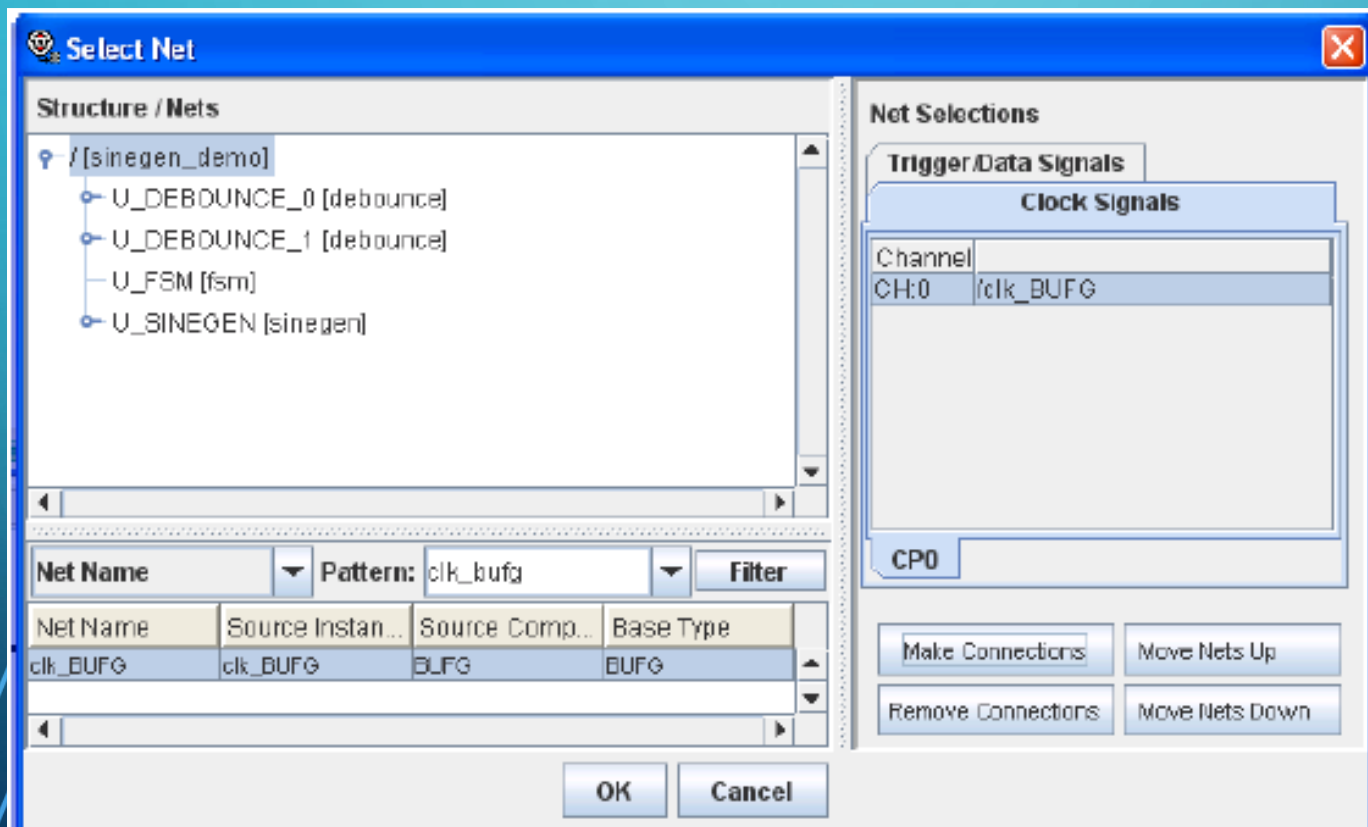 Select Net
Structure / Nets
/ [sinegen_demo]
U_DEBOUNCE_0 [debounce]
U_DEBOUNCE_1 [debounce]
U_FSM [fsm]
U_SINEGEN [sinegen]
Net Name Pattern: clk_bufg Filter
Net Name Source Instan... Source Comp... Base Type
clk_BUFG clk_BUFG BUFG BUFG
Net Selections
Trigger/Data Signals
Clock Signals
Channel
CH:0 /clk_BUFG
CP0
Make Connections Move Nets Up
Remove Connections Move Nets Down
OK Cancel